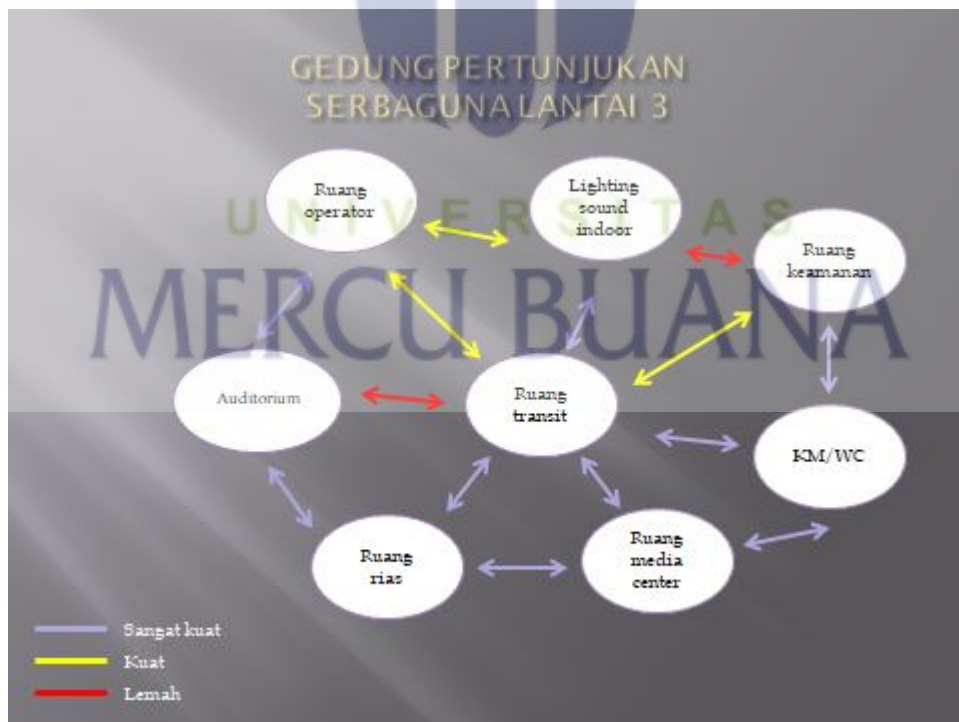 GEDUNG PERTUNJUKAN
SERBAGUNA LANTAI 3
UNIVERSITAS
MERCU BUANA
Ruang
operator
Lighting
sound
indoor
Ruang
keamanan
Auditorium
Ruang
transit
KM/WC
Ruang
rias
Ruang
media
center
Sangat kuat
Kuat
Lemah